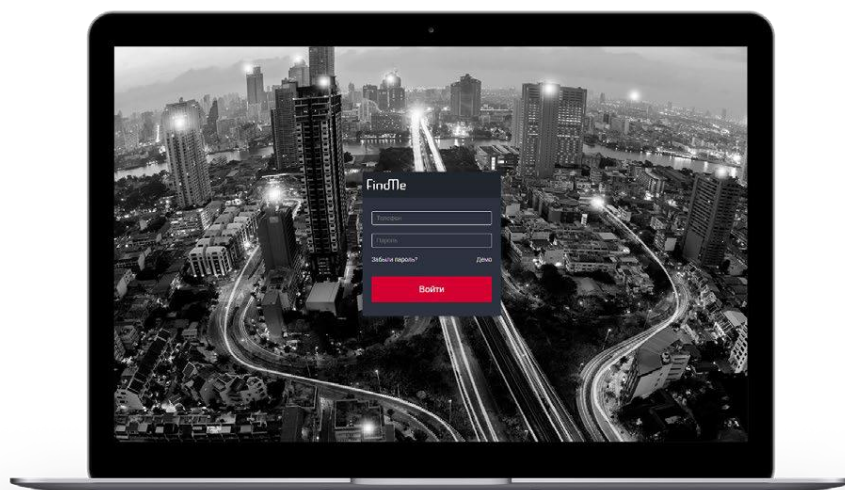 FindMe
Телефон
Пароль
Забыли пароль? Демо
Войти